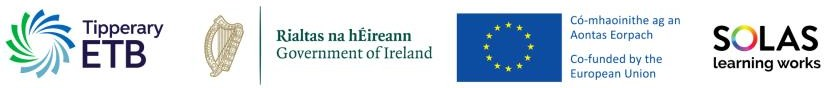 Tipperary
ETB
Rialtas na hÉireann
Government of Ireland
Có-mhaoinithe ag an
Aontas Eorpach
Co-funded by the
European Union
SOLAS
learning works